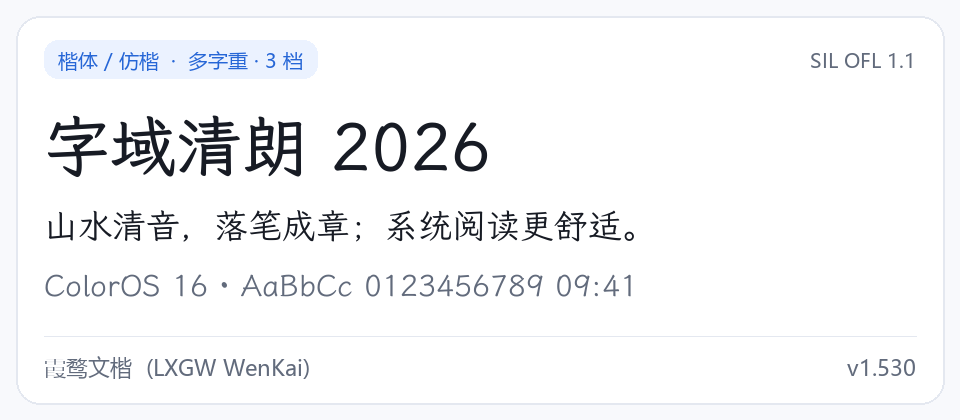 楷体 / 仿楷 · 多字重 · 3 档
SIL OFL 1.1
字域清朗 2026
山水清音，落笔成章；系统阅读更舒适。
ColorOS 16 • AaBbCc 0123456789 09:41
霞鹜文楷（LXGW WenKai）
v1.530